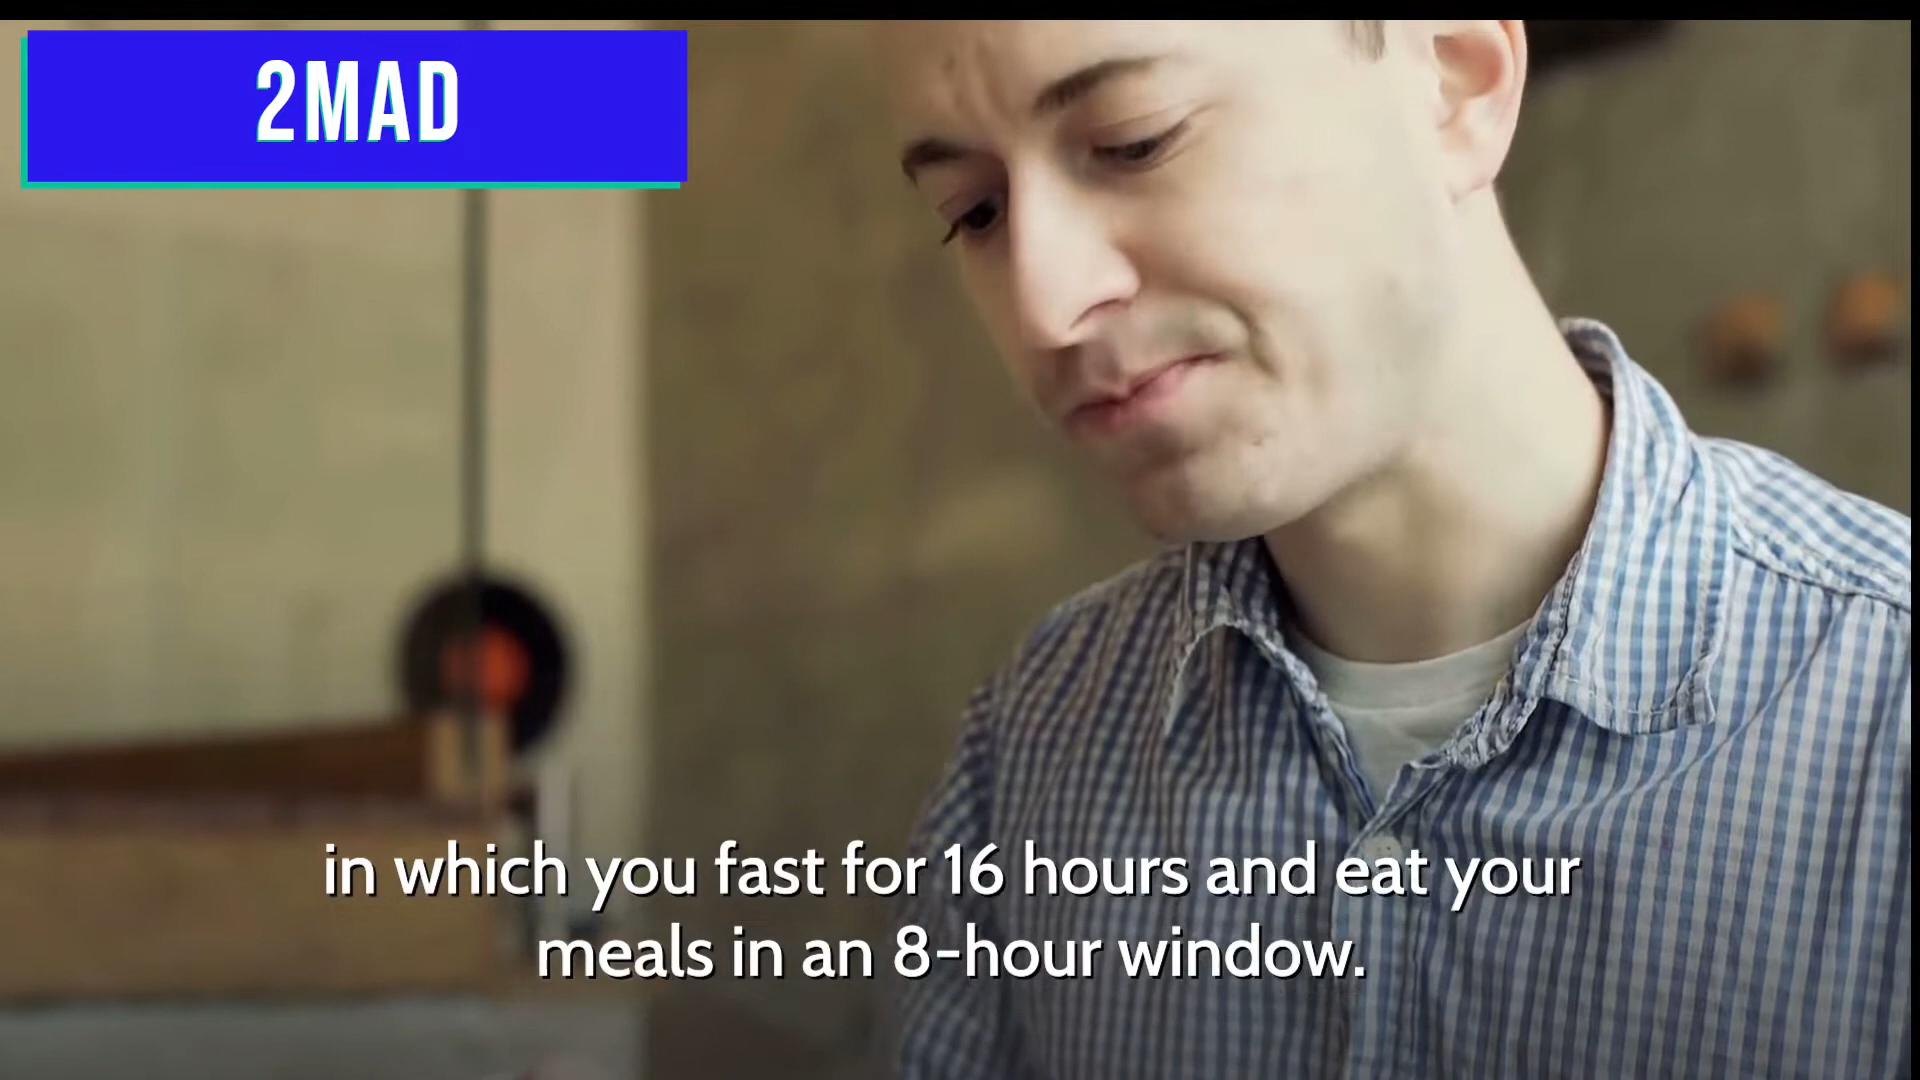 2MAD
in which you fast for 16 hours and eat your
meals in an 8-hour window.